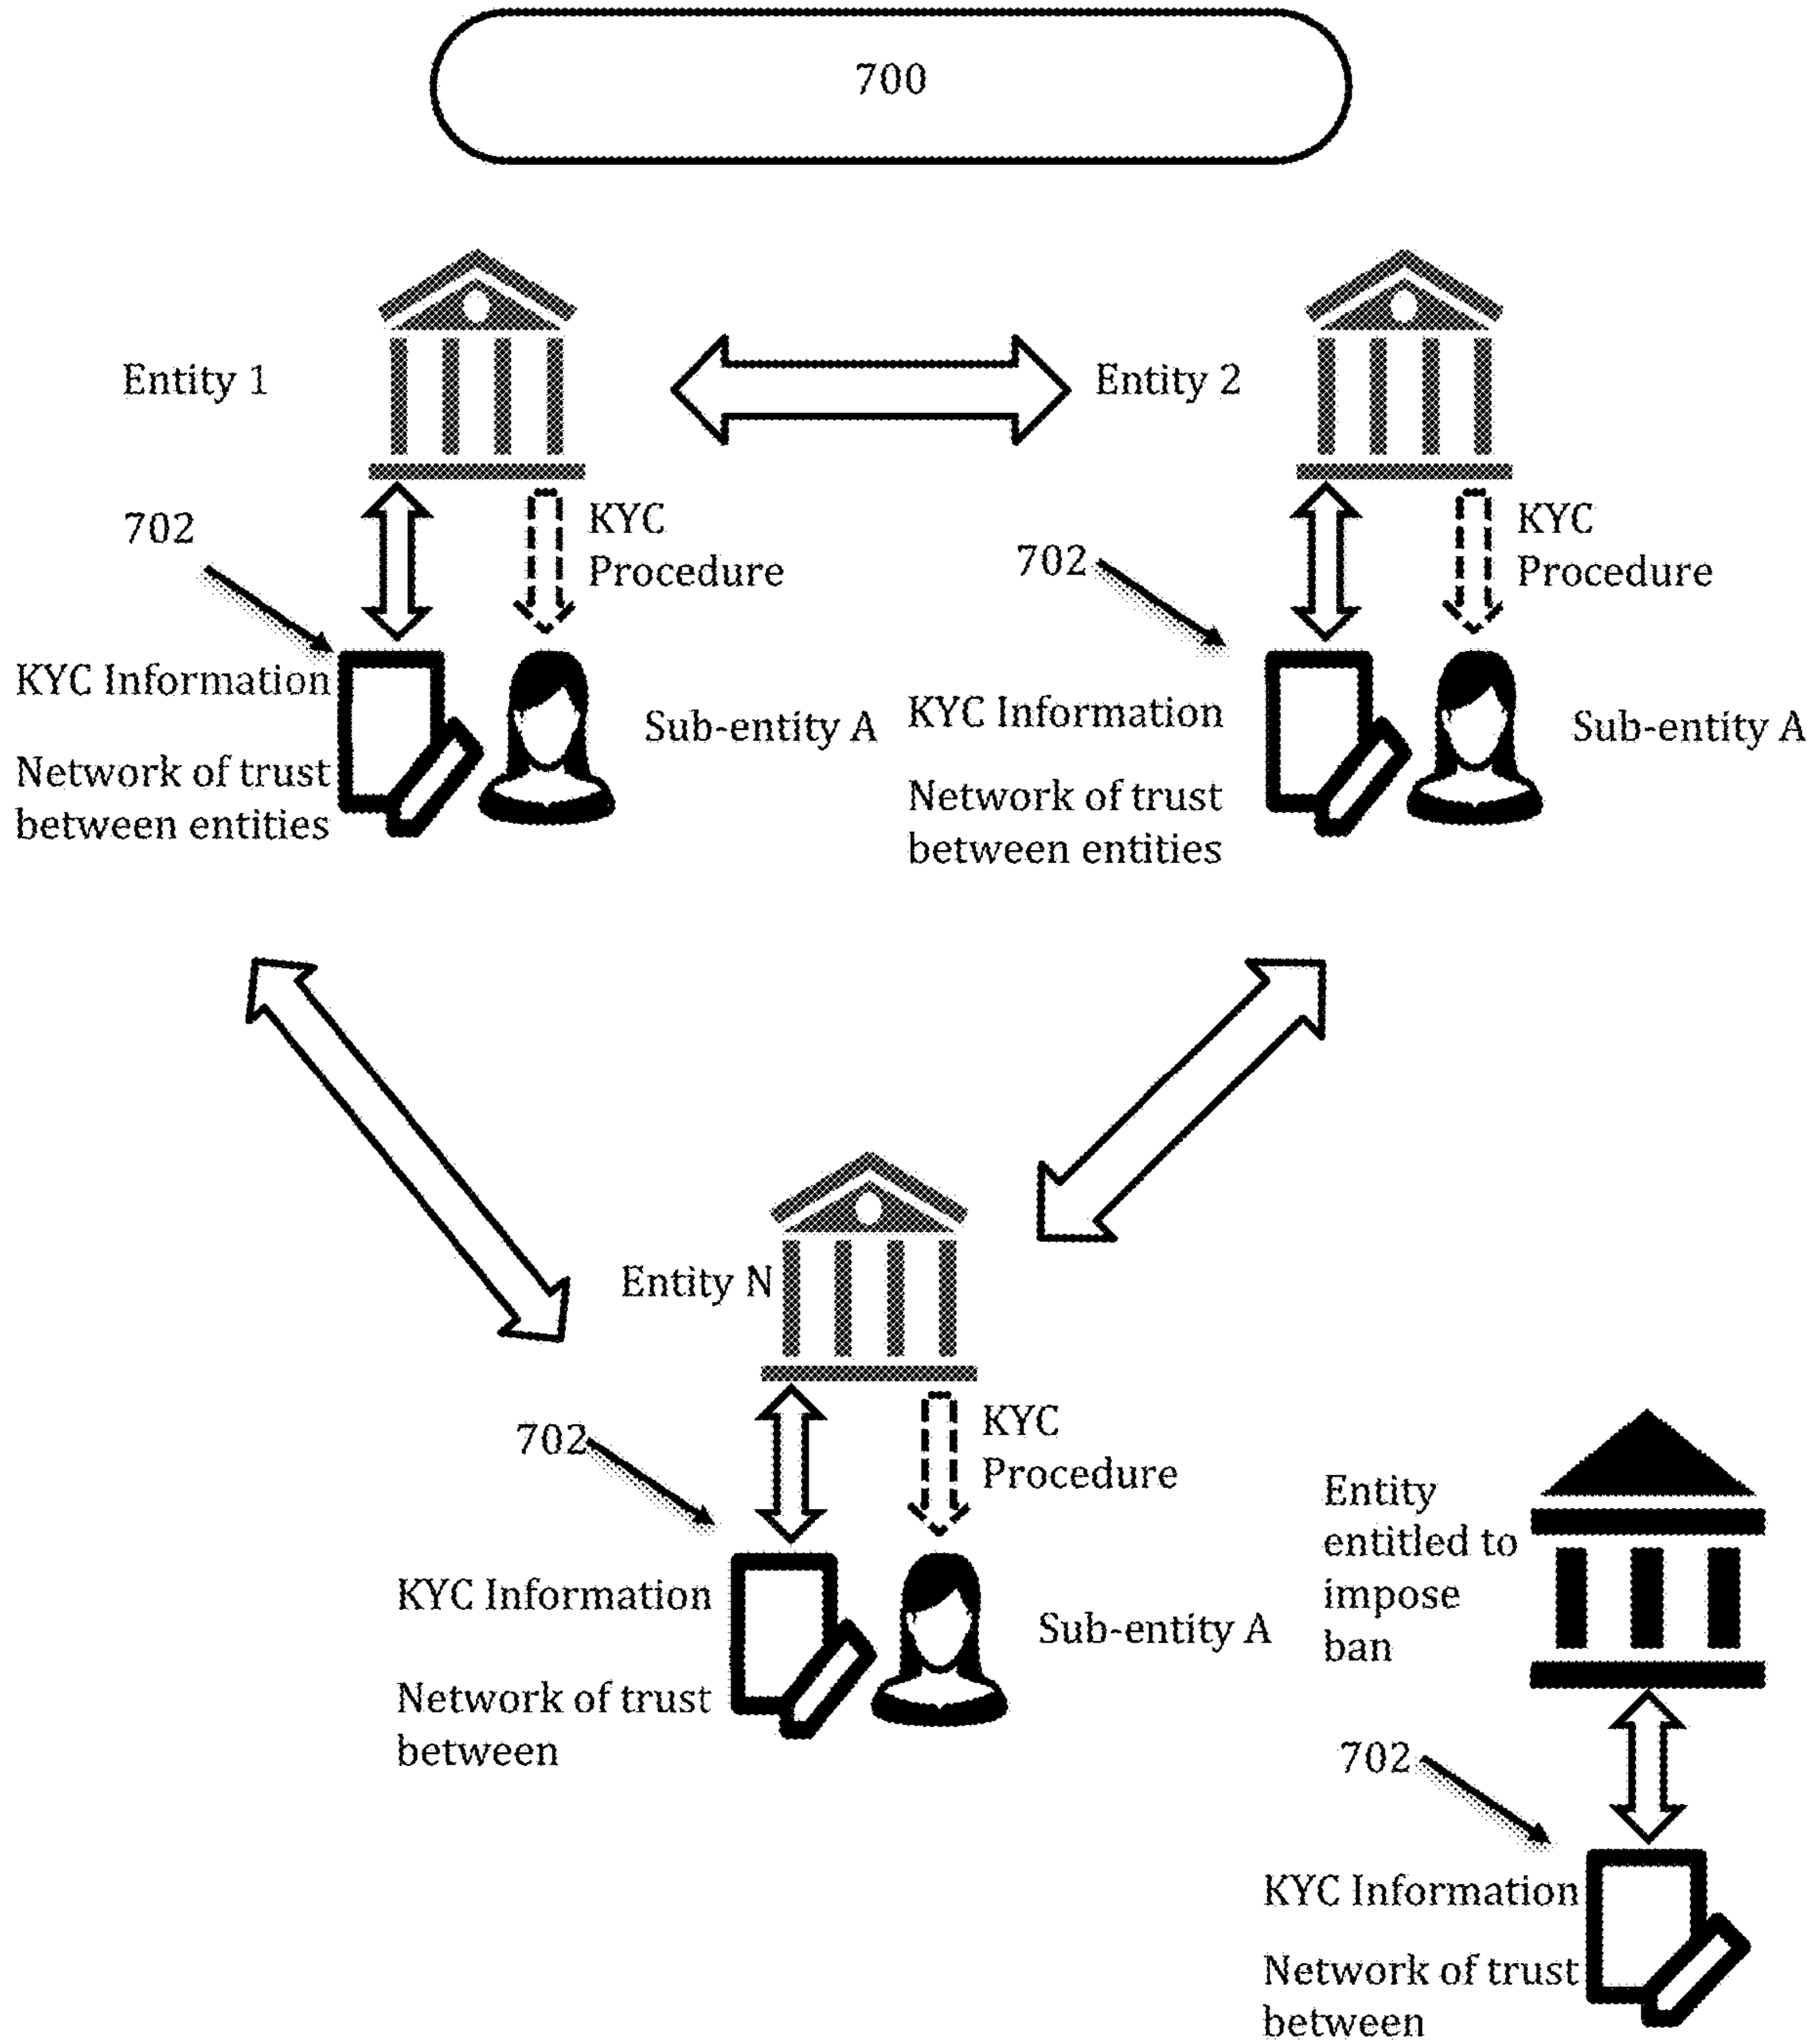 700
Entity 1
Entity 2
702
KYC
Procedure
702
KYC
Procedure
KYC Information
Sub-entity A
Network of trust
between entities
KYC Information
Sub-entity A
Network of trust
between entities
Entity N
702
KYC
Procedure
KYC Information
Sub-entity A
Network of trust
between
Entity
entitled to
impose
ban
702
KYC Information
Network of trust
between